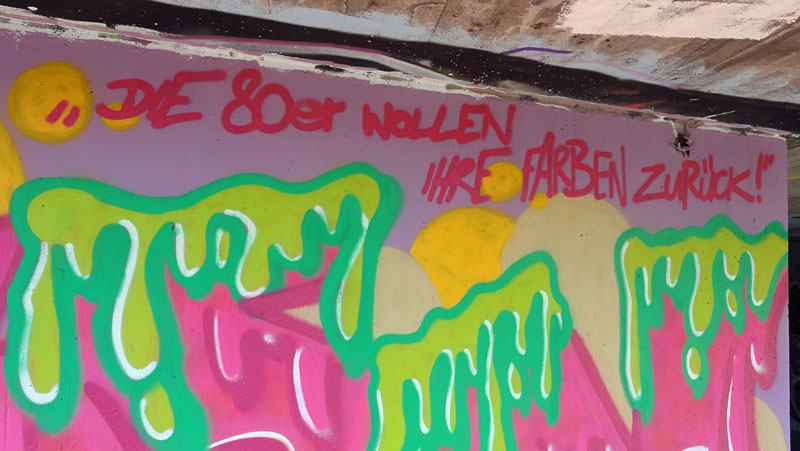 "DIE 80er WOLLEN
IHRE FARBEN ZURÜCK!"